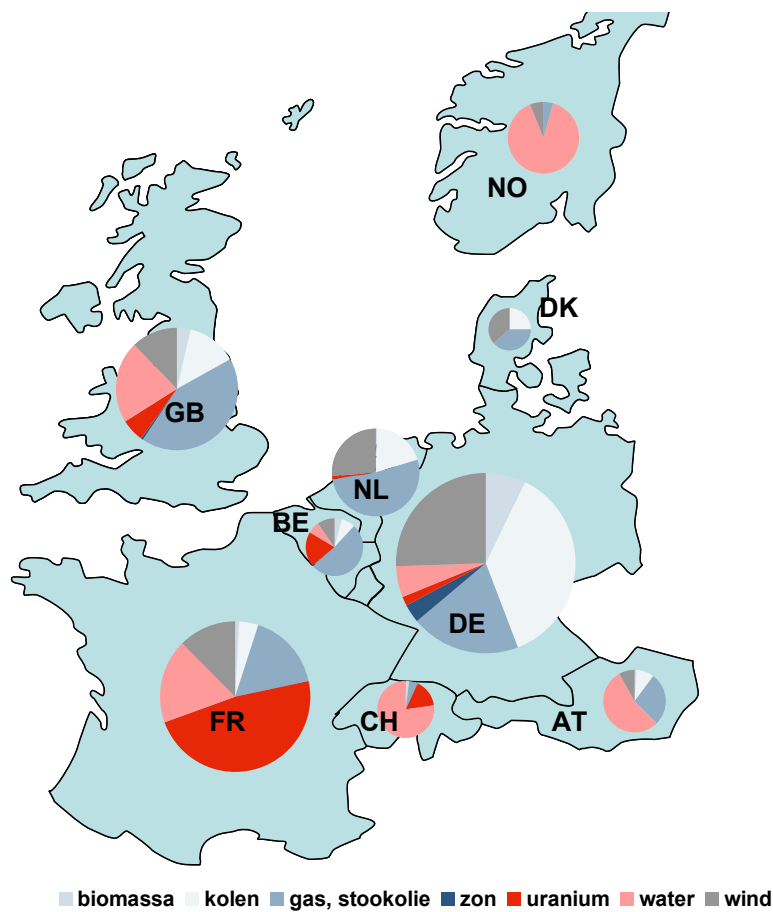 NO
DK
GB
NL
BE
DE
FR
CH
AT
biomassa kolen gas, stookolie zon uranium water wind